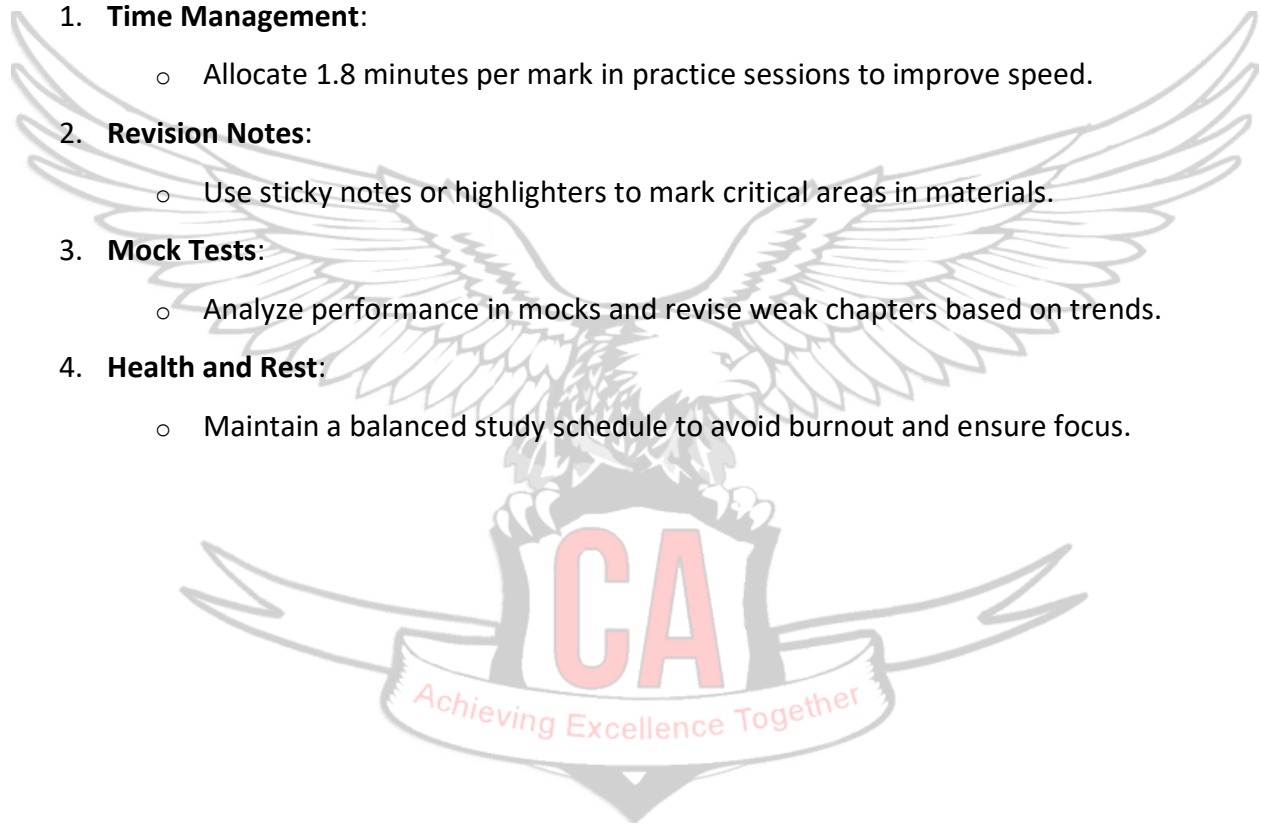 1. Time Management:
o Allocate 1.8 minutes per mark in practice sessions to improve speed.
2. Revision Notes:
o Use sticky notes or highlighters to mark critical areas in materials.
3. Mock Tests:
o Analyze performance in mocks and revise weak chapters based on trends.
4. Health and Rest:
o Maintain a balanced study schedule to avoid burnout and ensure focus.
CA
Achieving Excellence Together